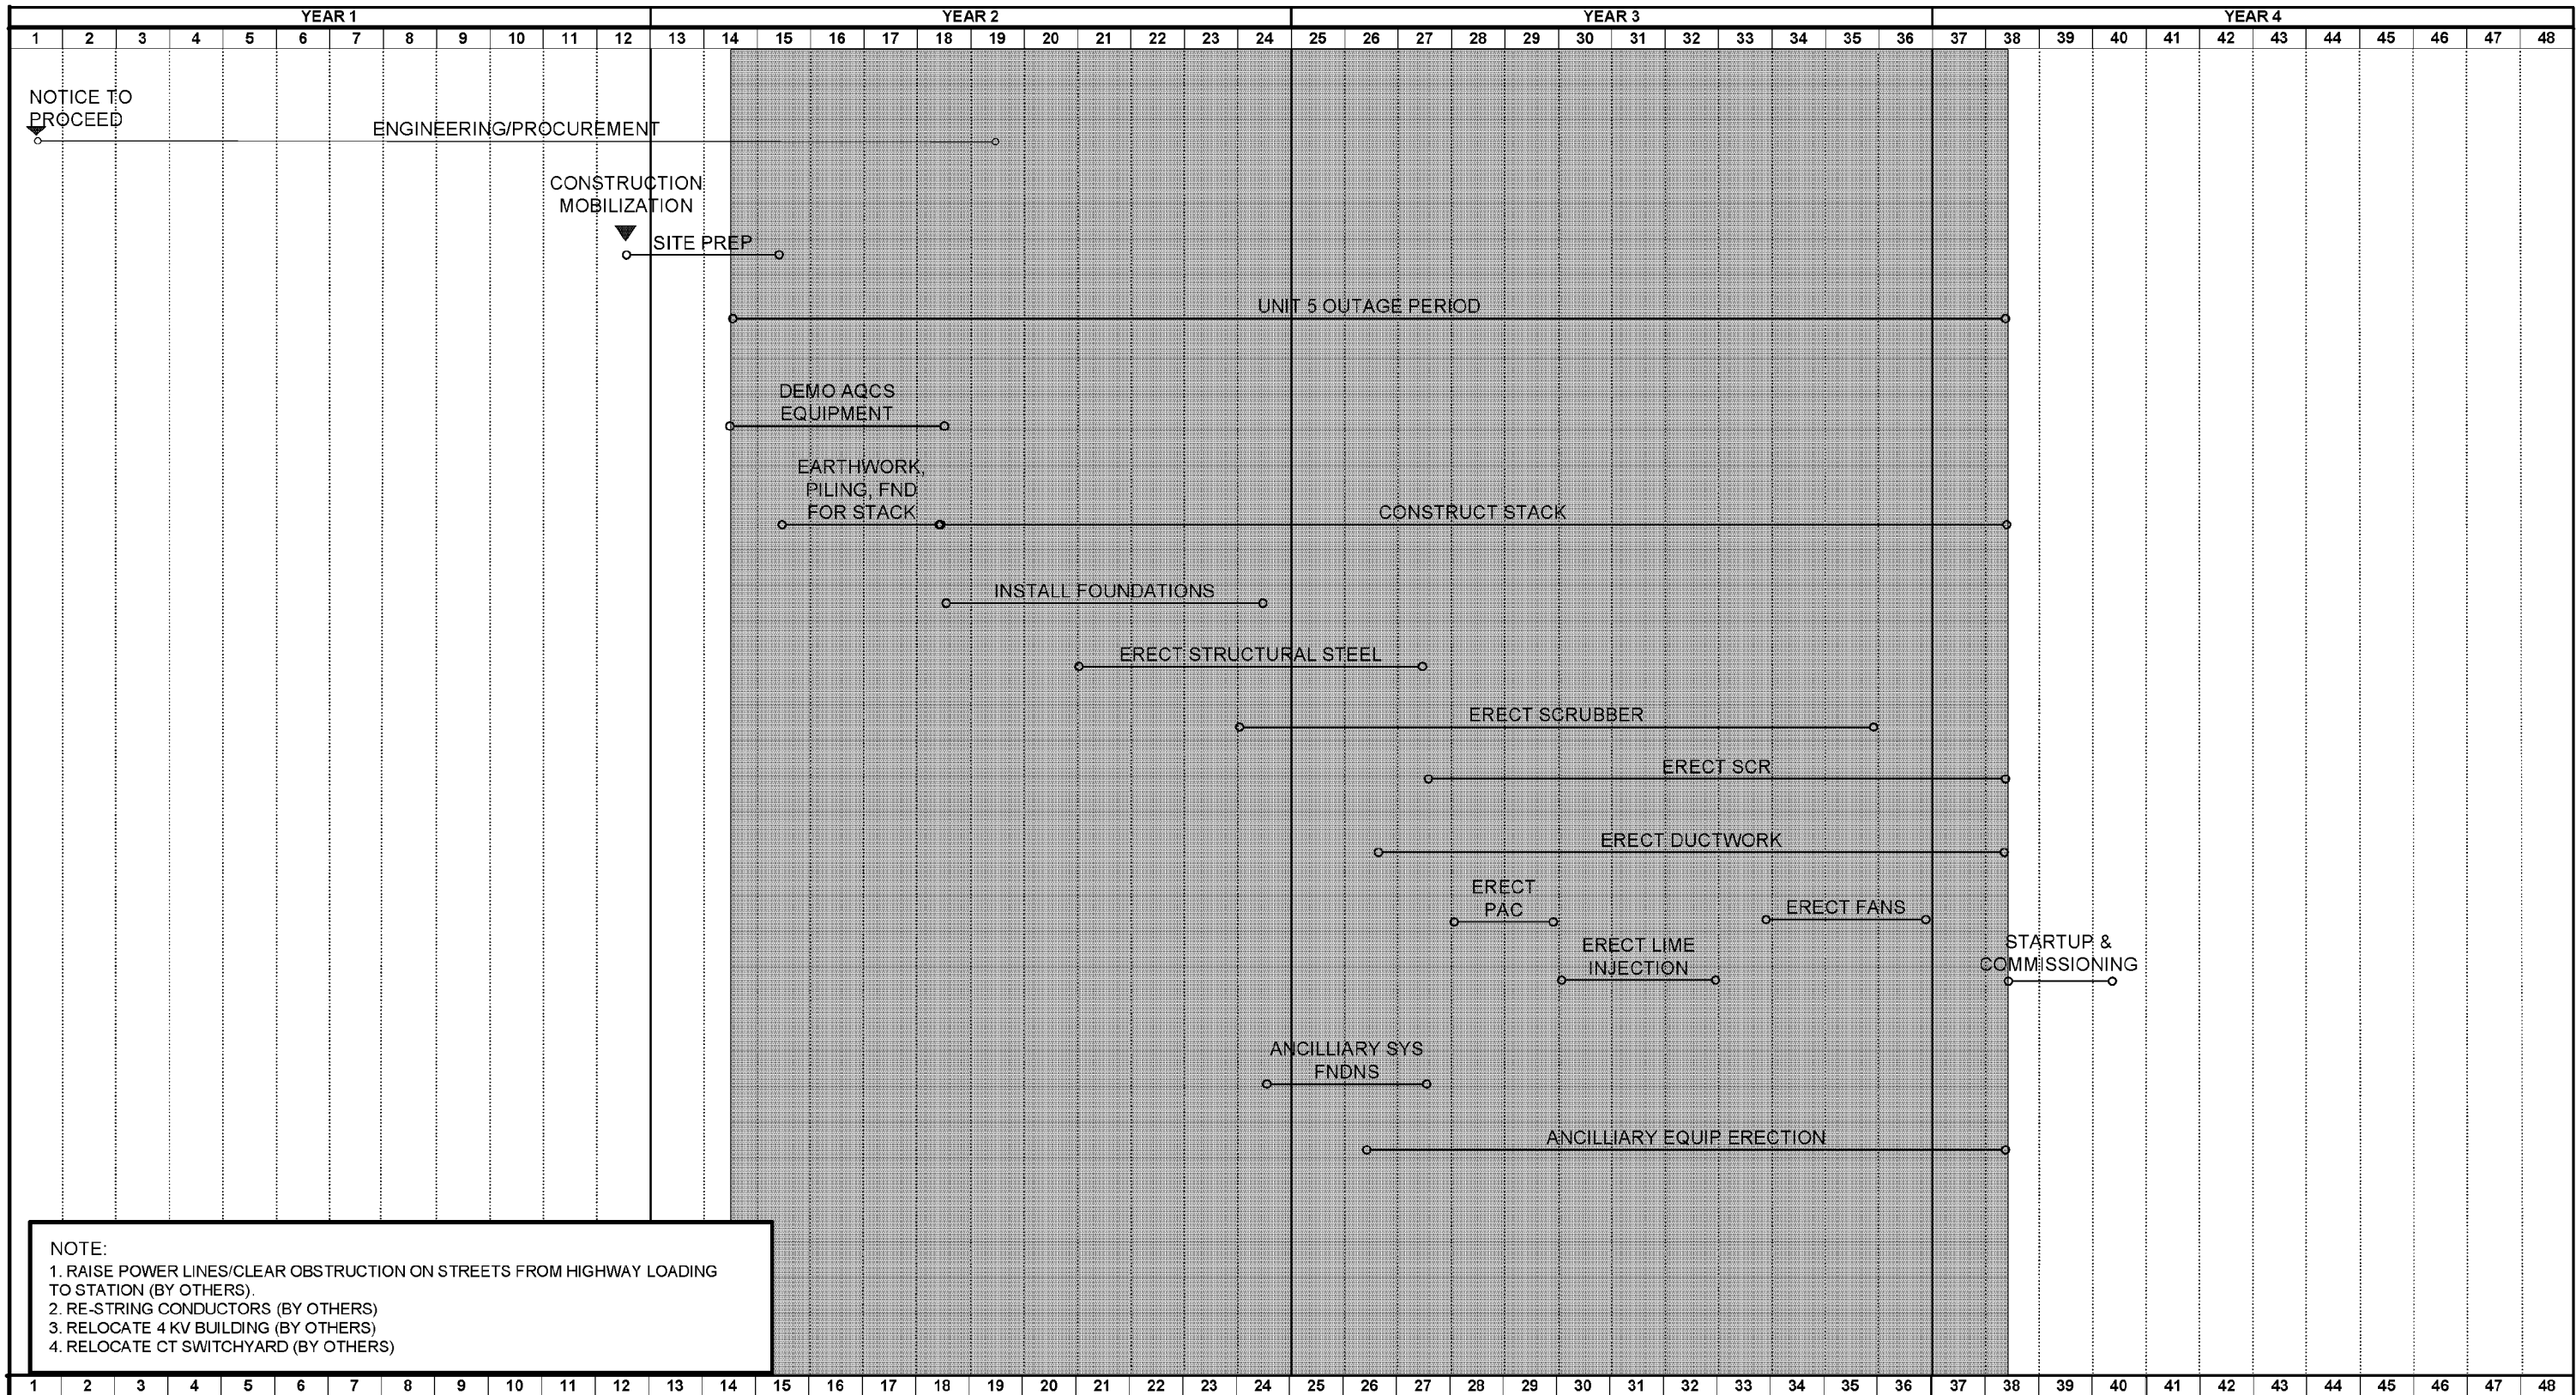 YEAR 1 YEAR 2 YEAR 3 YEAR 4
1 2 3 4 5 6 7 8 9 10 11 12 13 14 15 16 17 18 19 20 21 22 23 24 25 26 27 28 29 30 31 32 33 34 35 36 37 38 39 40 41 42 43 44 45 46 47 48
NOTICE TO
PROCEED
ENGINEERING/PROCUREMENT
CONSTRUCTION
MOBILIZATION
SITE PREP
UNIT 5 OUTAGE PERIOD
DEMO AQCS
EQUIPMENT
EARTHWORK,
PILING, FND
FOR STACK
CONSTRUCT STACK
INSTALL FOUNDATIONS
ERECT STRUCTURAL STEEL
ERECT SCRUBBER
ERECT SCR
ERECT DUCTWORK
ERECT
PAC
ERECT FANS
ERECT LIME
INJECTION
STARTUP &
COMMISSIONING
ANCILLIARY SYS
FNDNS
ANCILLIARY EQUIP ERECTION
NOTE:
1. RAISE POWER LINES/CLEAR OBSTRUCTION ON STREETS FROM HIGHWAY LOADING
TO STATION (BY OTHERS).
2. RE-STRING CONDUCTORS (BY OTHERS)
3. RELOCATE 4 KV BUILDING (BY OTHERS)
4. RELOCATE CT SWITCHYARD (BY OTHERS)
1 2 3 4 5 6 7 8 9 10 11 12 13 14 15 16 17 18 19 20 21 22 23 24 25 26 27 28 29 30 31 32 33 34 35 36 37 38 39 40 41 42 43 44 45 46 47 48